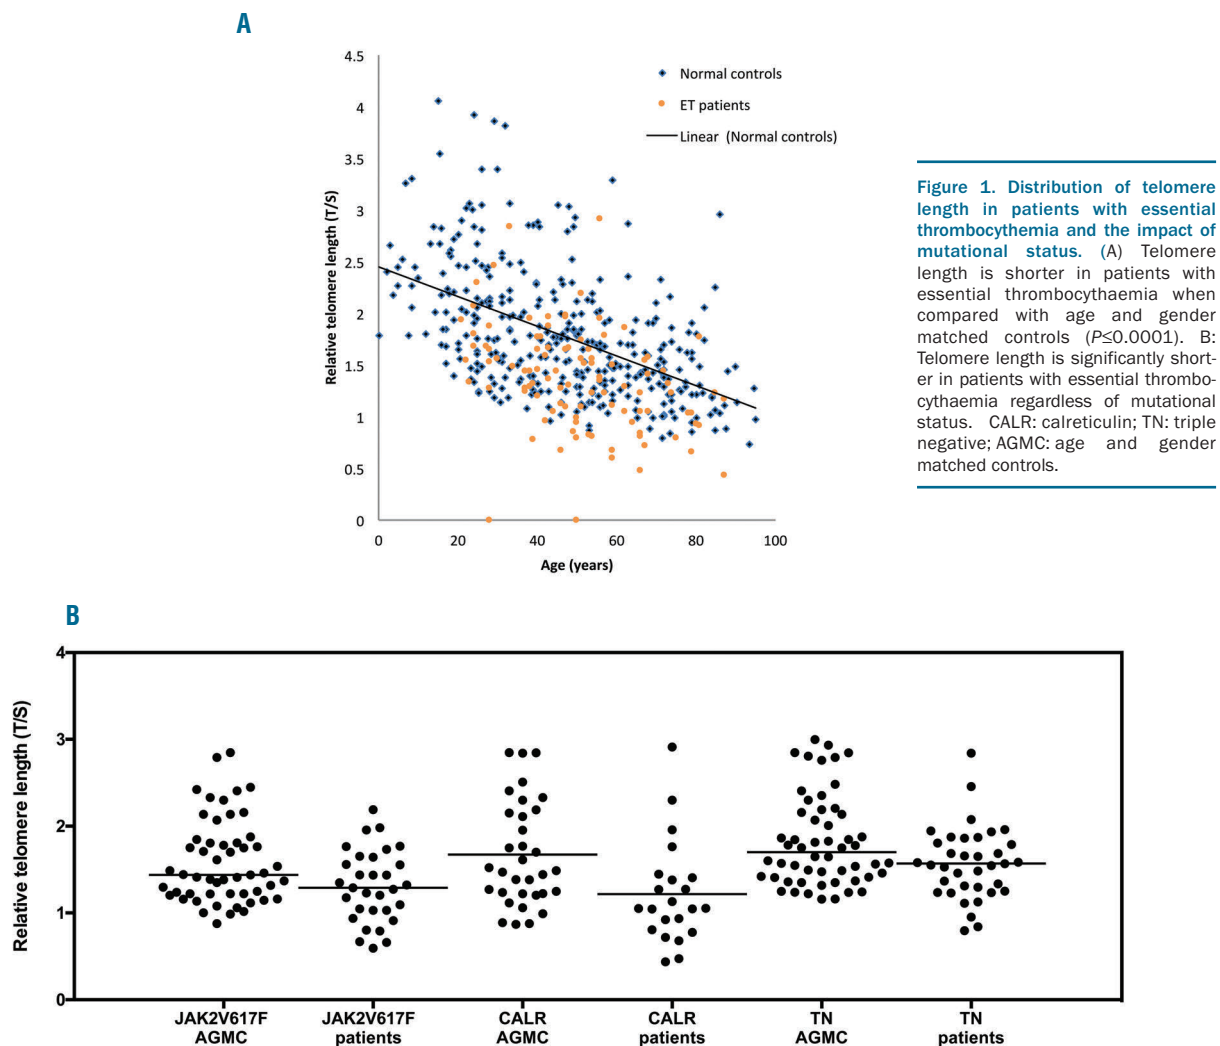 A
4.5
4
3.5
3
2.5
2
1.5
1
0.5
0
Relative telomere length (T/S)
Normal controls
ET patients
Linear (Normal controls)
0 20 40 60 80 100
Age (years)
Figure 1. Distribution of telomere
length in patients with essential
thrombocythemia and the impact of
mutational status. (A) Telomere
length is shorter in patients with
essential thrombocythaemia when
compared with age and gender
matched controls (P≤0.0001). B:
Telomere length is significantly short-
er in patients with essential thrombo-
cythaemia regardless of mutational
status. CALR: calreticulin; TN: triple
negative; AGMC: age and gender
matched controls.
B
4
3
2
1
0
Relative telomere length (T/S)
JAK2V617F JAK2V617F CALR CALR TN TN
AGMC patients AGMC patients AGMC patients